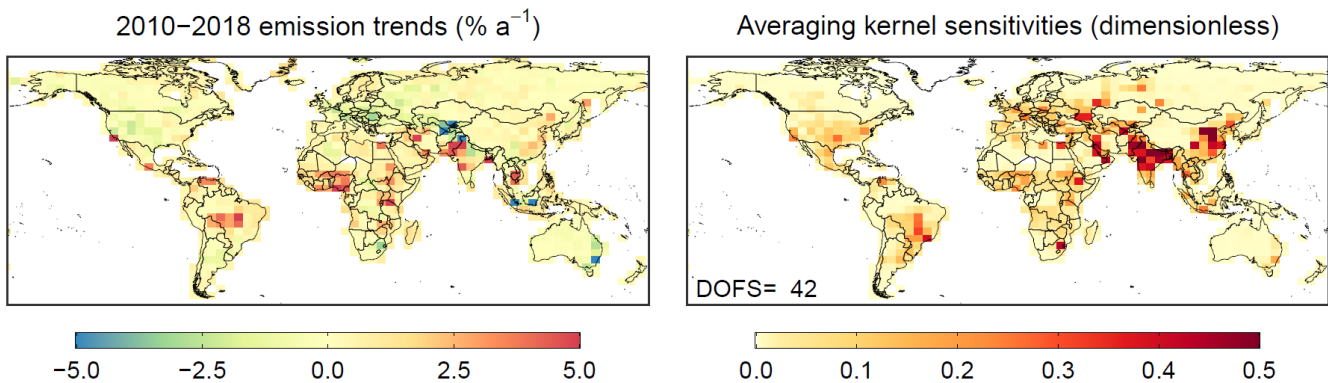 2010−2018 emission trends (% a⁻¹)
Averaging kernel sensitivities (dimensionless)
DOFS= 42
−5.0 −2.5 0.0 2.5 5.0
0.0 0.1 0.2 0.3 0.4 0.5